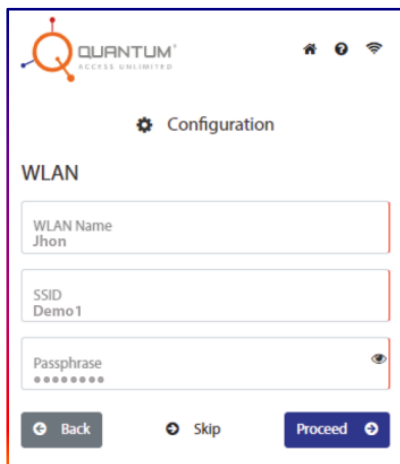 QUANTUM
ACCESS UNLIMITED
Configuration
WLAN
WLAN Name
Jhon
SSID
Demo1
Passphrase
••••••••
Back
Skip
Proceed